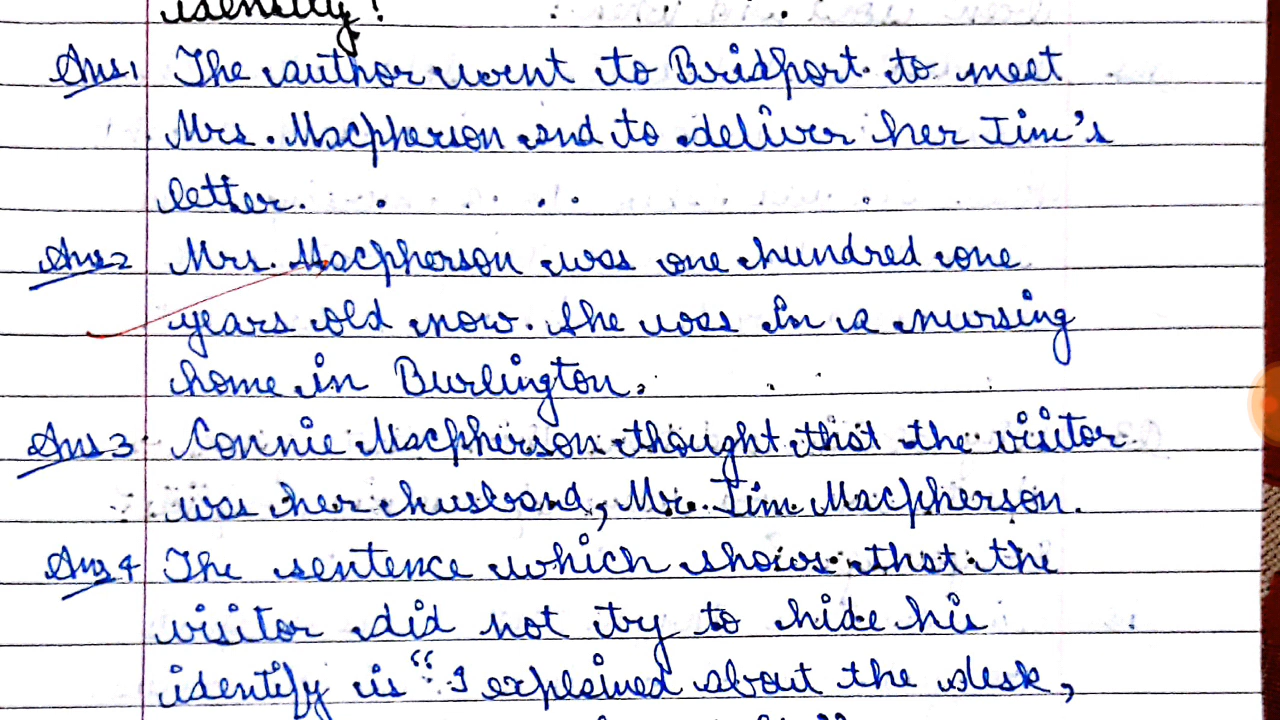 identity?
Ans1 The author went to Bridport to meet
Mrs. Macpherson and to deliver her Jim's
letter.
Ans2 Mrs. Macpherson was one hundred one
years old now. She was in a nursing
home in Burlington.
Ans3 Connie Macpherson thought that the visitor
was her husband, Mr. Jim Macpherson.
Ans4 The sentence which shows that the
visitor did not try to hide his
identify is "I explained about the desk,